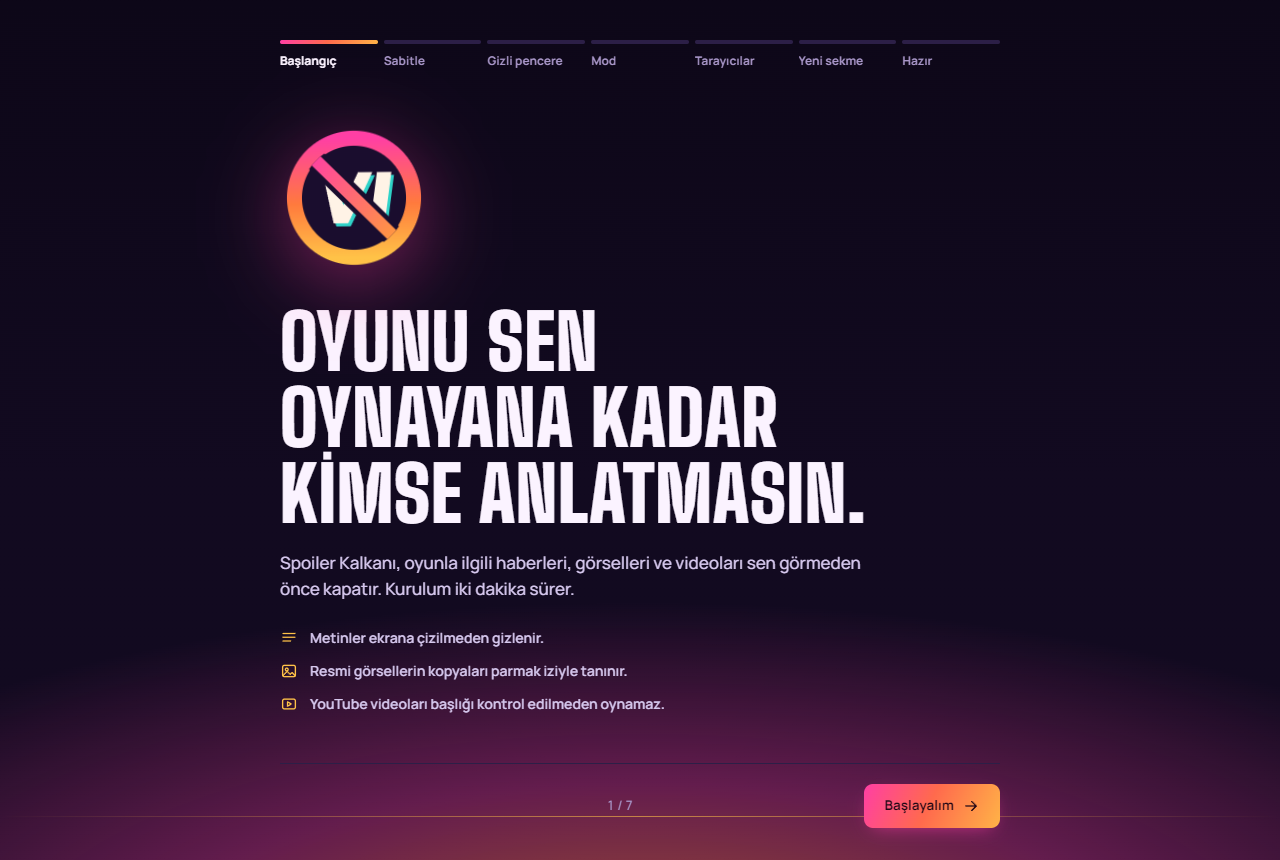 Başlangıç
Sabitle
Gizli pencere
Mod
Tarayıcılar
Yeni sekme
Hazır
VI
OYUNU SEN
OYNAYANA KADAR
KİMSE ANLATMASIN.
Spoiler Kalkanı, oyunla ilgili haberleri, görselleri ve videoları sen görmeden
önce kapatır. Kurulum iki dakika sürer.
Metinler ekrana çizilmeden gizlenir.
Resmi görsellerin kopyaları parmak iziyle tanınır.
YouTube videoları başlığı kontrol edilmeden oynamaz.
1 / 7
Başlayalım